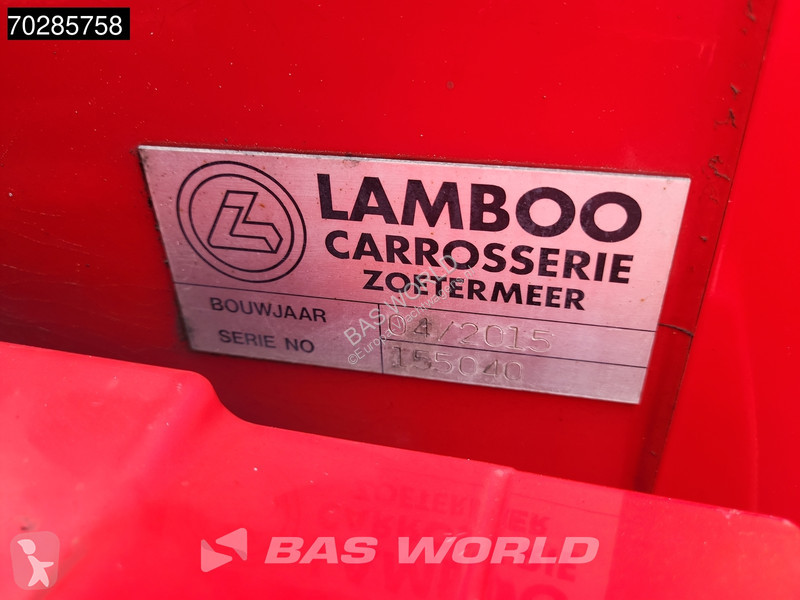 70285758
LAMBOO
CARROSSERIE
ZOETERMEER
BOUWJAAR 04/2015
SERIE NO 155040
BAS WORLD
BAS WORLD